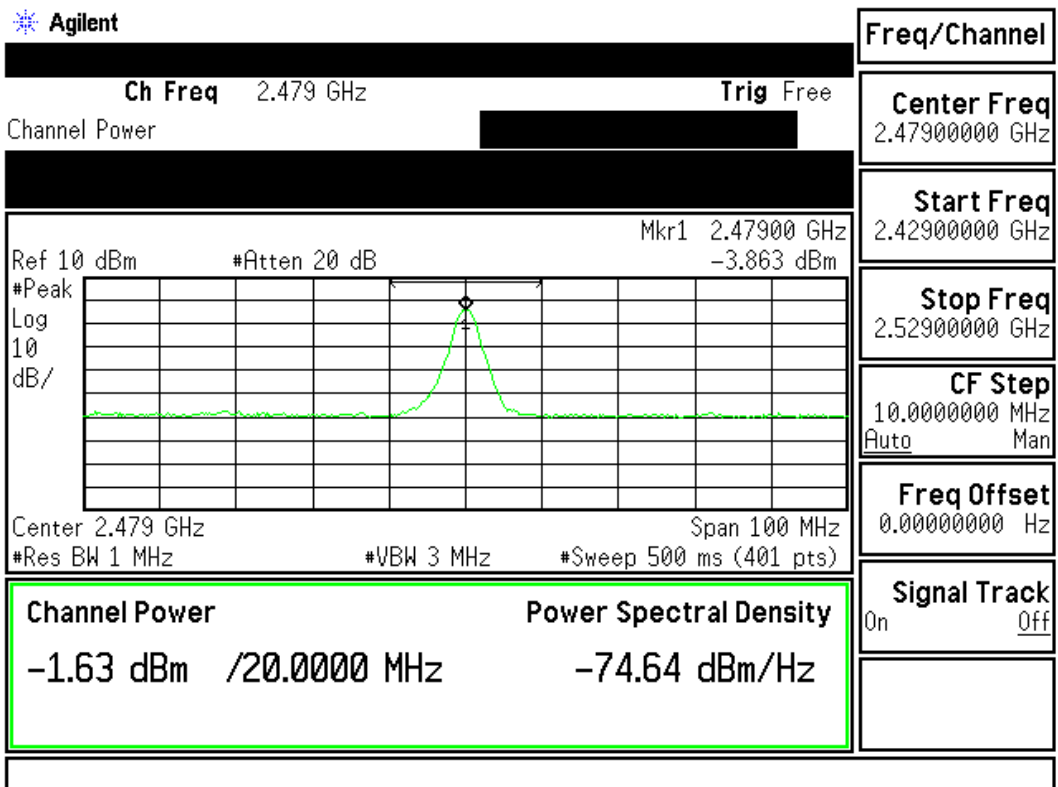 Agilent
Freq/Channel
Ch Freq 2.479 GHz Trig Free
Channel Power
Center Freq
2.47900000 GHz
Start Freq
2.42900000 GHz
Stop Freq
2.52900000 GHz
CF Step
10.0000000 MHz
Auto Man
Freq Offset
0.00000000 Hz
Signal Track
On Off
Mkr1 2.47900 GHz
Ref 10 dBm #Atten 20 dB -3.863 dBm
#Peak
Log
10
dB/
1
Center 2.479 GHz Span 100 MHz
#Res BW 1 MHz #VBW 3 MHz #Sweep 500 ms (401 pts)
Channel Power Power Spectral Density
-1.63 dBm /20.0000 MHz -74.64 dBm/Hz